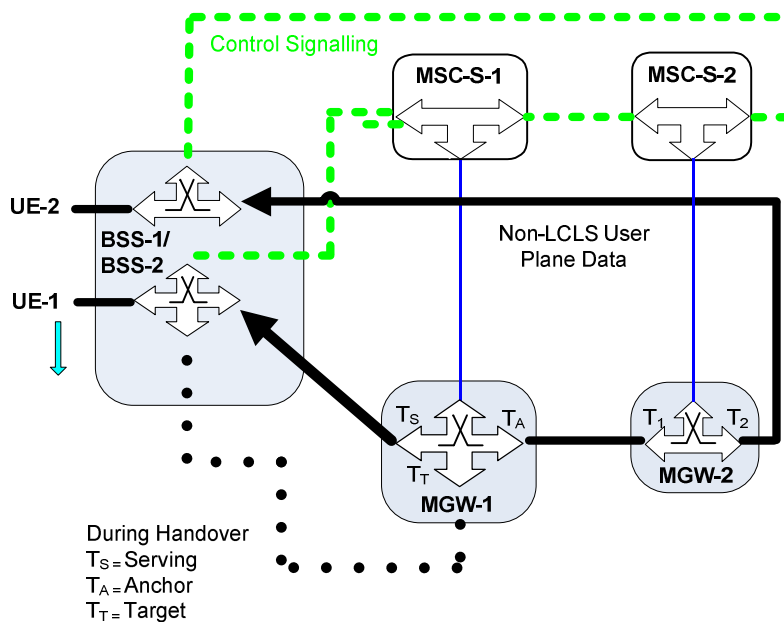 Control Signalling
MSC-S-1
MSC-S-2
UE-2
BSS-1/
BSS-2
Non-LCLS User
Plane Data
UE-1
TS
TA
T1
T2
TT
MGW-1
MGW-2
During Handover
TS = Serving
TA = Anchor
TT = Target